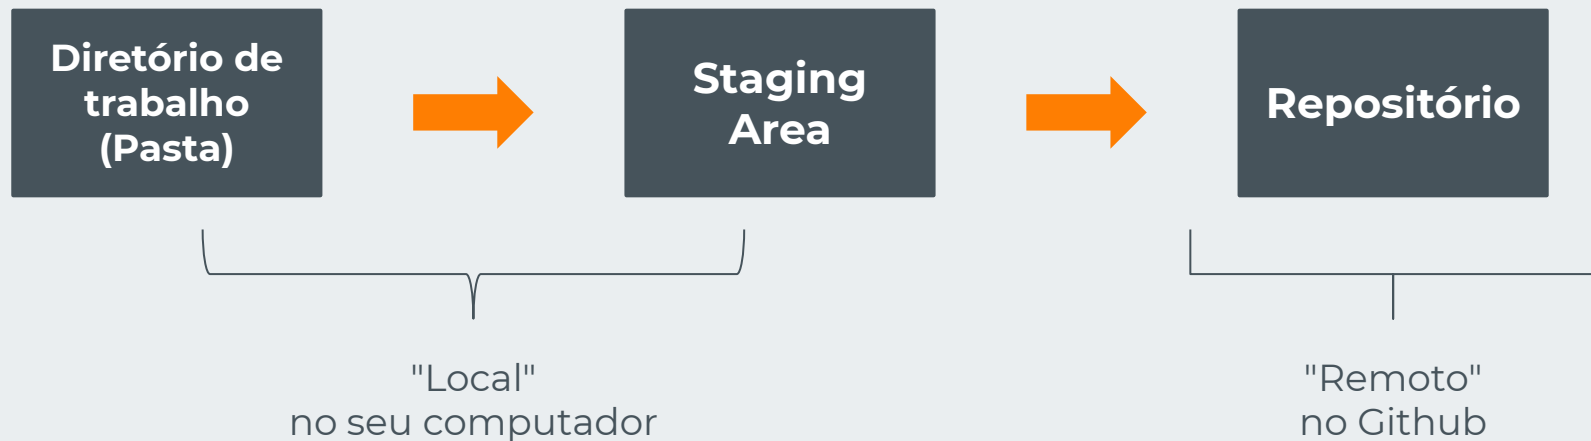 Diretório de
trabalho
(Pasta)
Staging
Area
Repositório
"Local"
no seu computador
"Remoto"
no Github